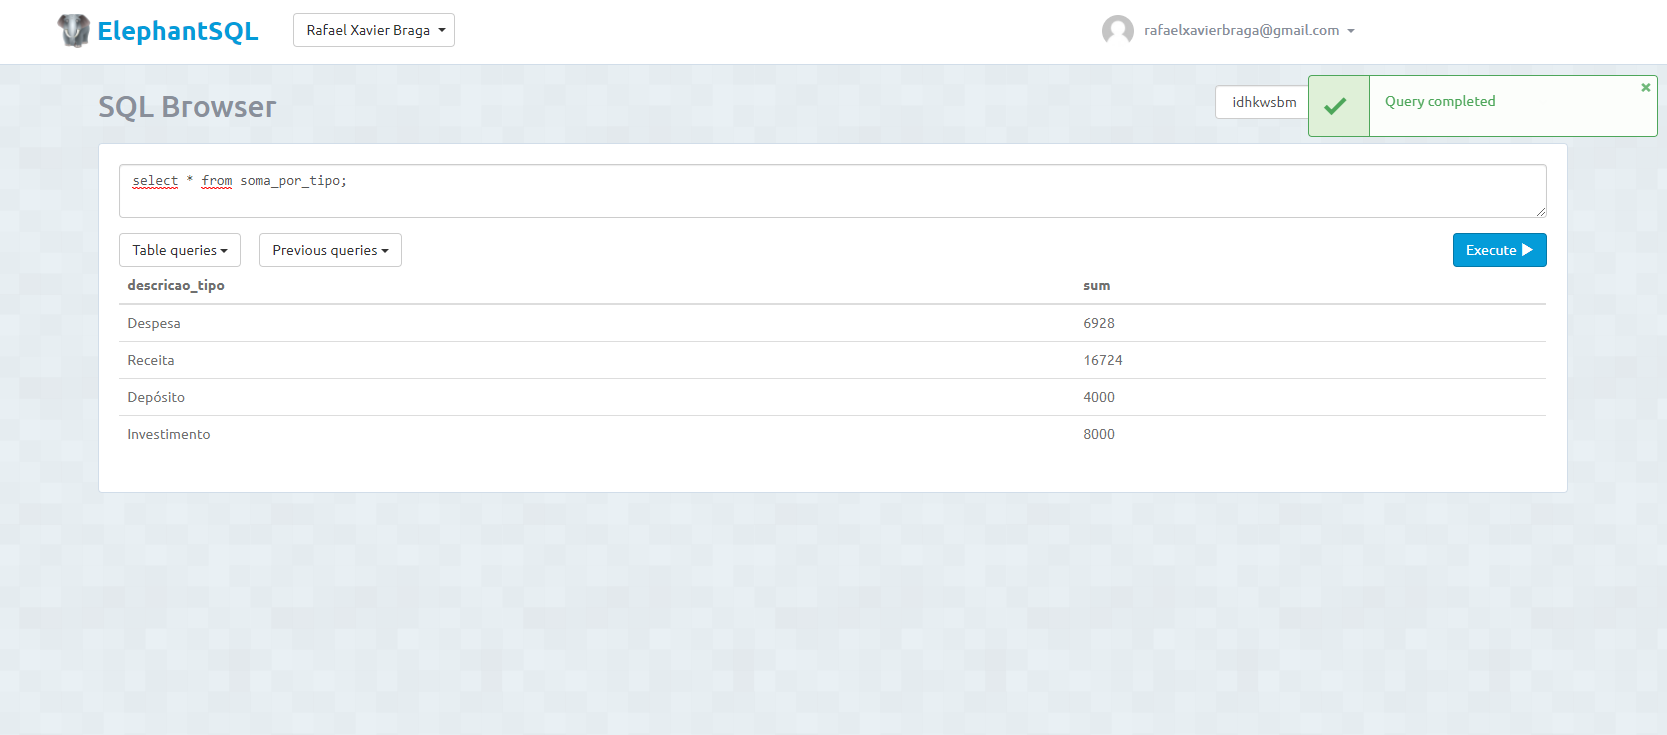 ElephantSQL
Rafael Xavier Braga
rafaelxavierbraga@gmail.com
SQL Browser
idhkwsbm
Query completed
select * from soma_por_tipo;
Table queries
Previous queries
Execute
descricao_tipo sum
Despesa 6928
Receita 16724
Depósito 4000
Investimento 8000